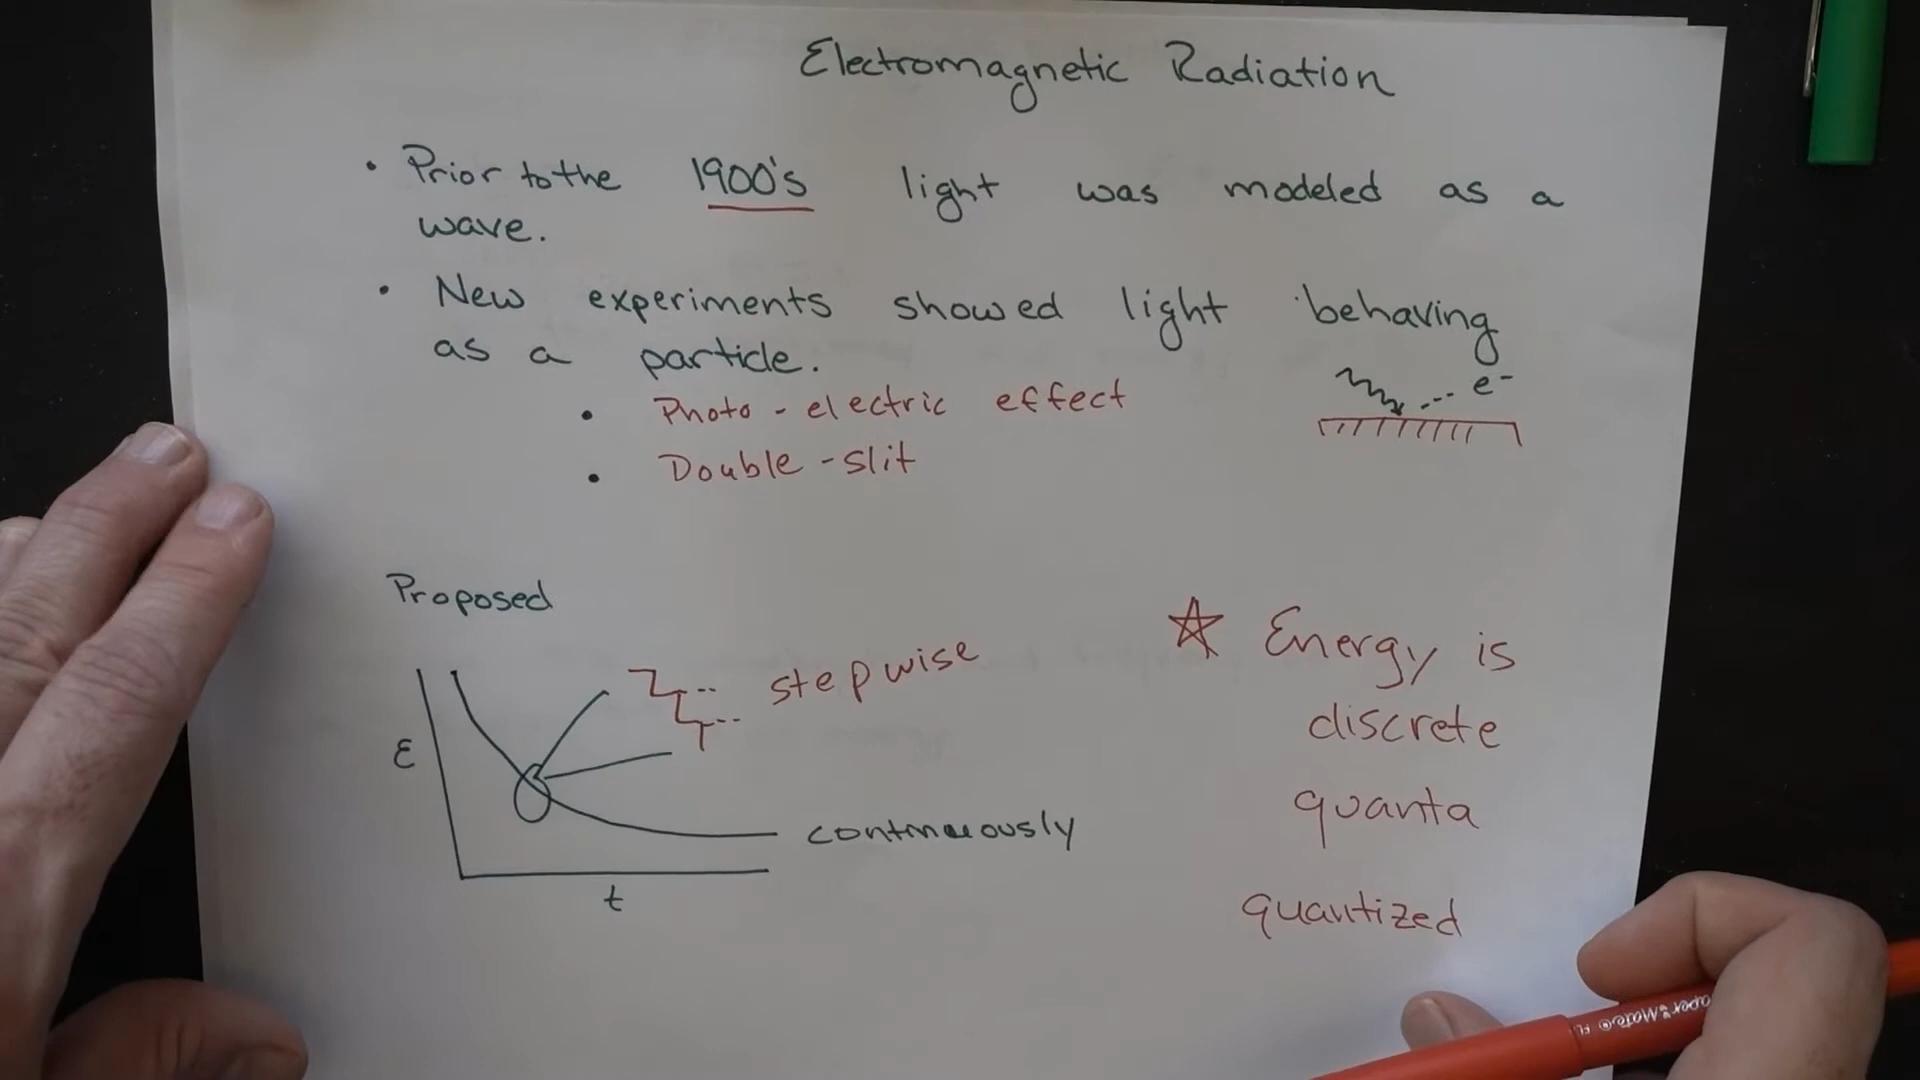 Electromagnetic Radiation
• Prior to the 1900's light was modeled as a
wave.
• New experiments showed light behaving
as a particle.
• Photo - electric effect
e-
• Double - slit
Proposed
stepwise
ε
continuously
t
☆ Energy is
discrete
quanta
quantized
Mate